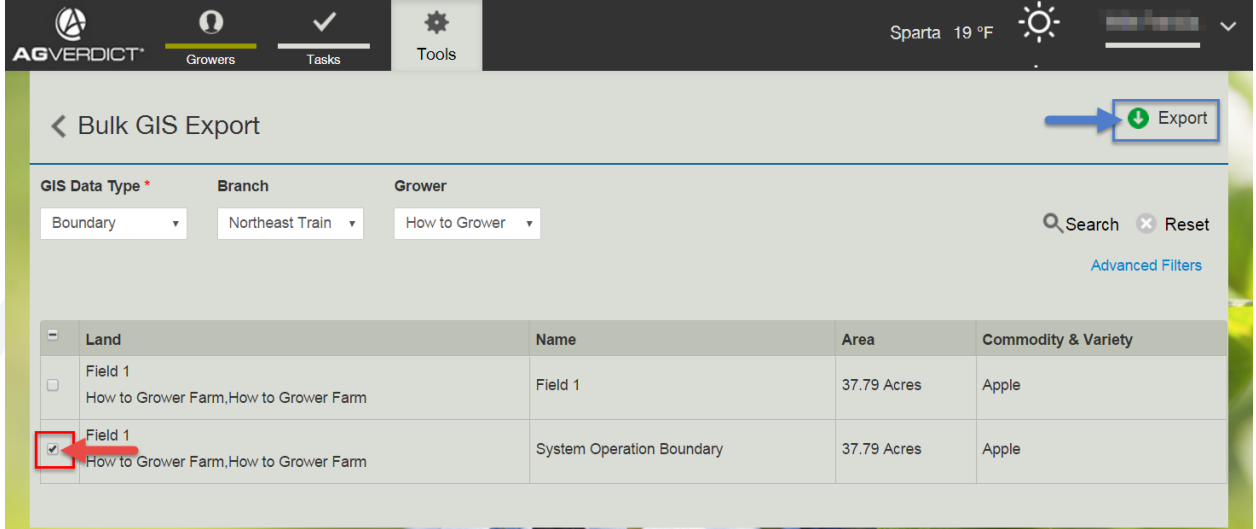 AGVERDICT
Growers
Tasks
Tools
Sparta 19 °F
Bulk GIS Export
Export
GIS Data Type * Branch Grower
Boundary Northeast Train How to Grower
Search Reset
Advanced Filters
Land Name Area Commodity & Variety
Field 1
How to Grower Farm,How to Grower Farm
Field 1 37.79 Acres Apple
Field 1
How to Grower Farm,How to Grower Farm
System Operation Boundary 37.79 Acres Apple